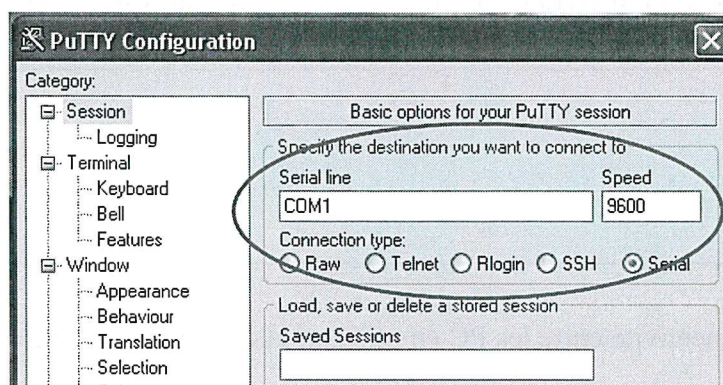 PuTTY Configuration
Category:
Session
Logging
Terminal
Keyboard
Bell
Features
Window
Appearance
Behaviour
Translation
Selection
Basic options for your PuTTY session
Specify the destination you want to connect to
Serial line Speed
COM1 9600
Connection type:
Raw Telnet Rlogin SSH Serial
Load, save or delete a stored session
Saved Sessions